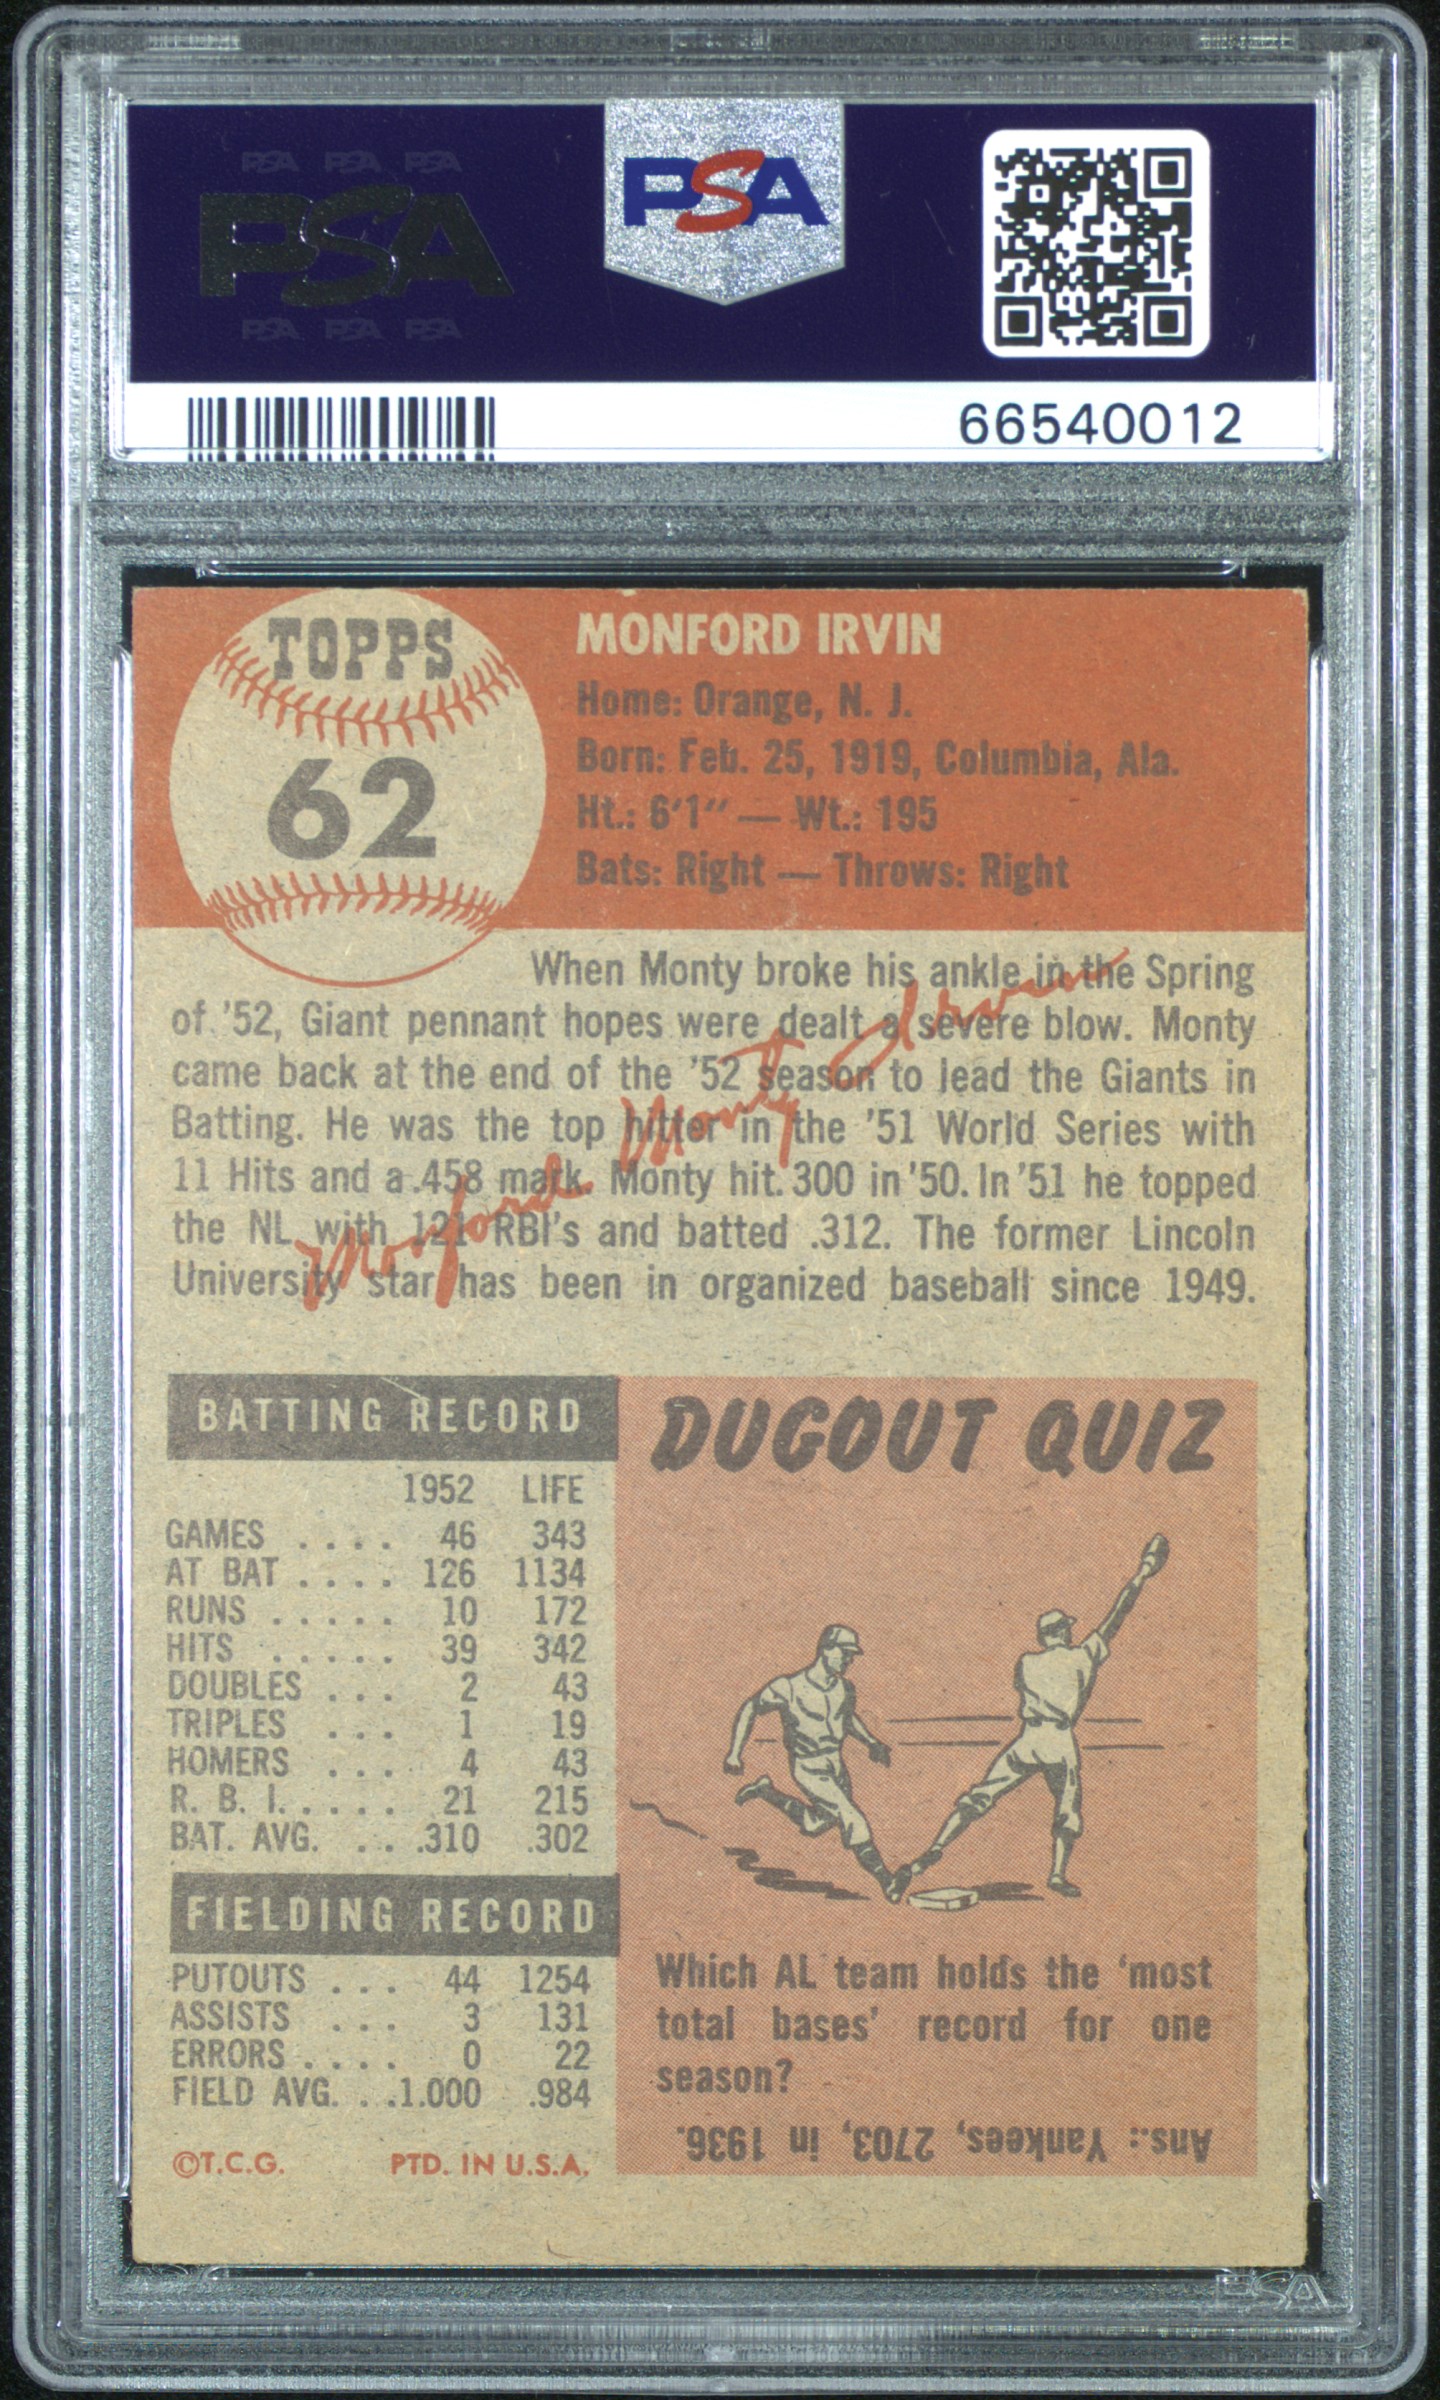 PSA PSA PSA
PSA
PSA PSA PSA
PSA
66540012
TOPPS
62
MONFORD IRVIN
Home: Orange, N. J.
Born: Feb. 25, 1919, Columbia, Ala.
Ht.: 6'1" — Wt.: 195
Bats: Right — Throws: Right
When Monty broke his ankle in the Spring
of '52, Giant pennant hopes were dealt a severe blow. Monty
came back at the end of the '52 season to lead the Giants in
Batting. He was the top hitter in the '51 World Series with
11 Hits and a .458 mark. Monty hit .300 in '50. In '51 he topped
the NL with 121 RBI's and batted .312. The former Lincoln
University star has been in organized baseball since 1949.
Monford Monty Irvin
BATTING RECORD
1952 LIFE
GAMES .... 46 343
AT BAT .... 126 1134
RUNS ..... 10 172
HITS ..... 39 342
DOUBLES ... 2 43
TRIPLES ... 1 19
HOMERS ... 4 43
R. B. I. .... 21 215
BAT. AVG. ... .310 .302
FIELDING RECORD
PUTOUTS ... 44 1254
ASSISTS ... 3 131
ERRORS .... 0 22
FIELD AVG. . .1.000 .984
©T.C.G. PTD. IN U.S.A.
DUGOUT QUIZ
Which AL team holds the 'most
total bases' record for one
season?
Ans.: Yankees, 2703, in 1936.
PSA